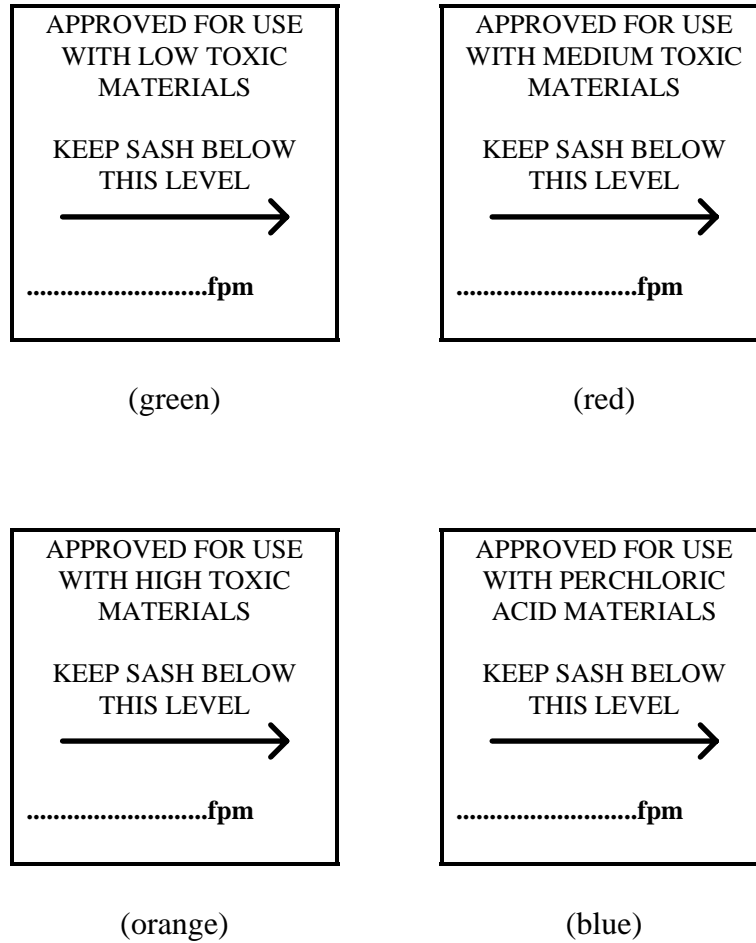 APPROVED FOR USE
WITH LOW TOXIC
MATERIALS
KEEP SASH BELOW
THIS LEVEL
...........................fpm
(green)
APPROVED FOR USE
WITH MEDIUM TOXIC
MATERIALS
KEEP SASH BELOW
THIS LEVEL
...........................fpm
(red)
APPROVED FOR USE
WITH HIGH TOXIC
MATERIALS
KEEP SASH BELOW
THIS LEVEL
...........................fpm
(orange)
APPROVED FOR USE
WITH PERCHLORIC
ACID MATERIALS
KEEP SASH BELOW
THIS LEVEL
...........................fpm
(blue)